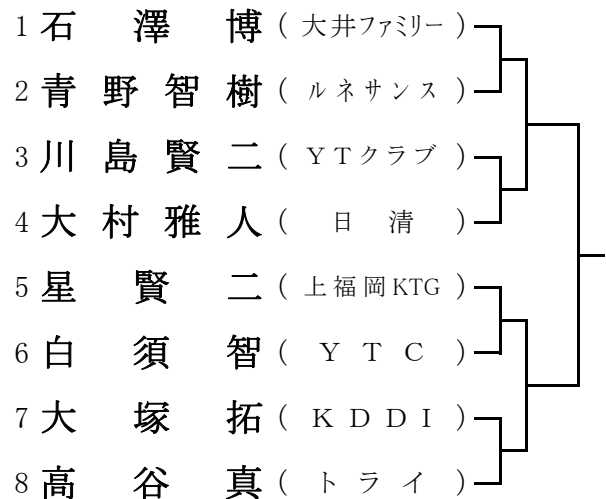 1 石澤博 ( 大井ファミリー )
2 青野智樹 ( ルネサンス )
3 川島賢二 ( YTクラブ )
4 大村雅人 ( 日清 )
5 星賢二 ( 上福岡KTG )
6 白須智 ( YTC )
7 大塚拓 ( KDDI )
8 高谷真 ( トライ )